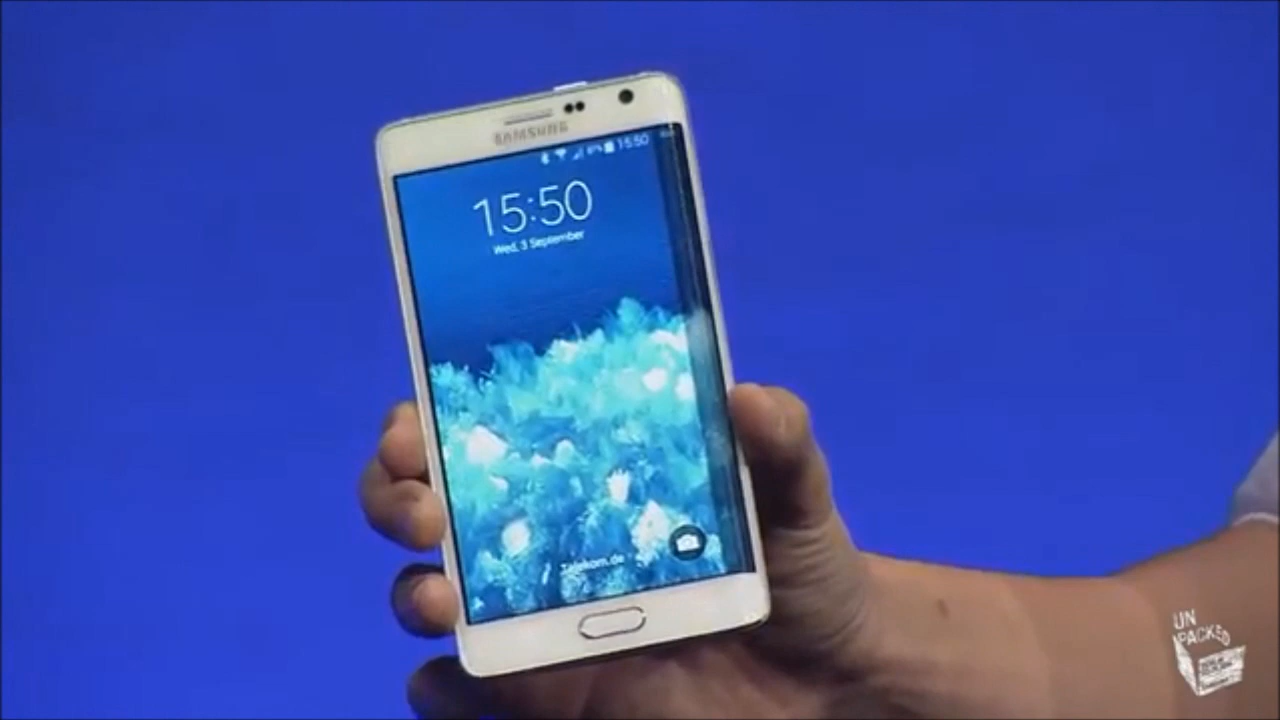 SAMSUNG
15:50
15:50
Wed, 3 September
Telekom.de
UN
PACKED